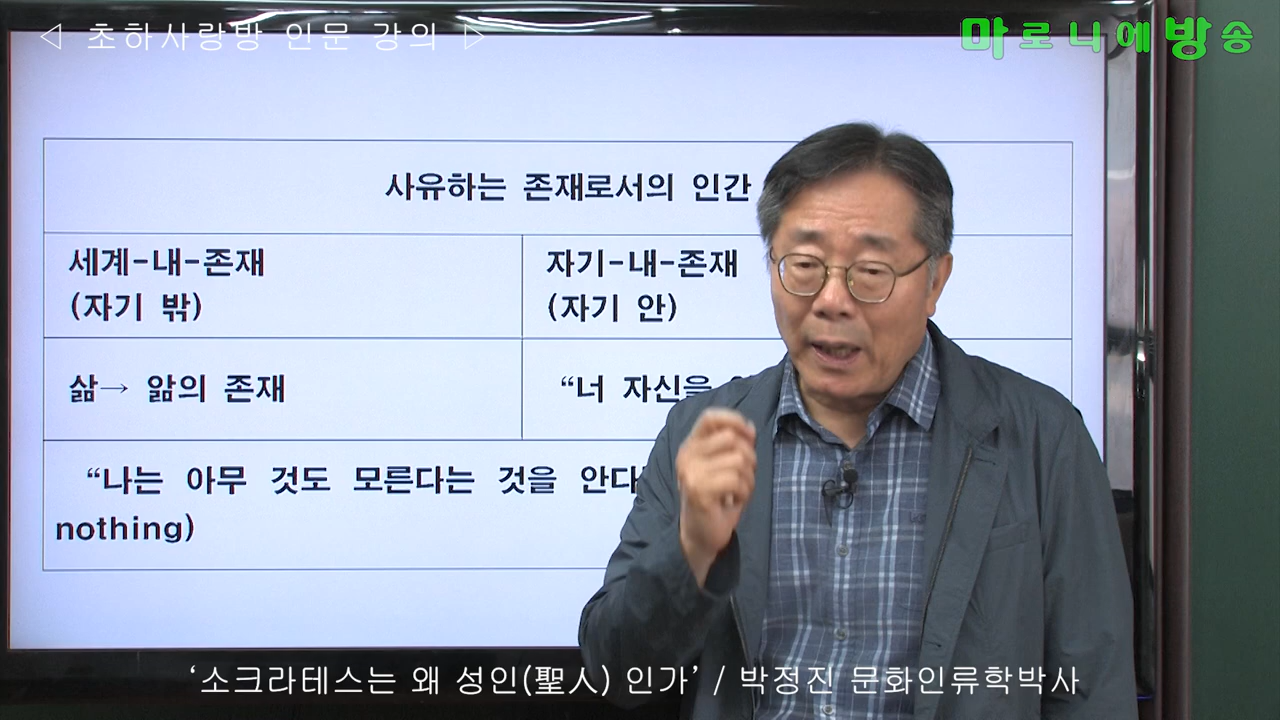 ◁ 초하사랑방 인문 강의 ▷
마로니에방송
사유하는 존재로서의 인간
세계-내-존재
(자기 밖)
자기-내-존재
(자기 안)
삶→ 앎의 존재
“너 자신을
“나는 아무 것도 모른다는 것을 안다
nothing)
‘소크라테스는 왜 성인(聖人) 인가’ / 박정진 문화인류학박사